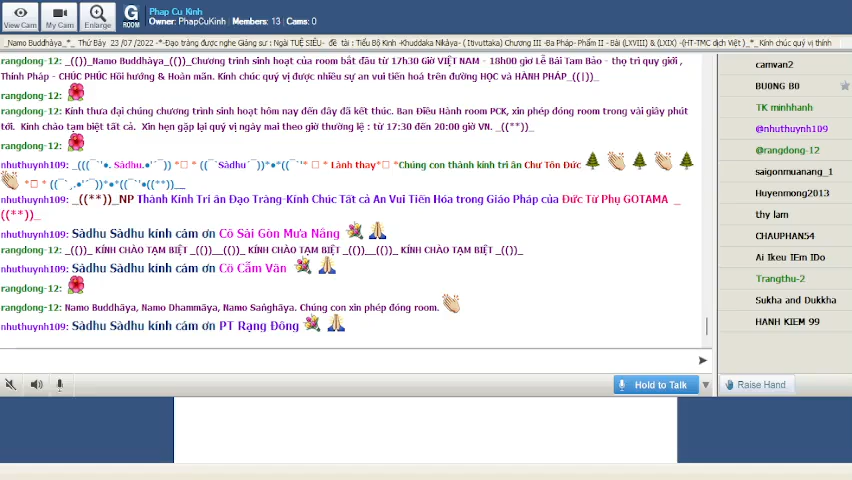 Phap Cu Kinh
Owner: PhapCuKinh | Members: 13 | Cams: 0
View Cam
My Cam
Enlarge
G
ROOM
_Namo Buddhāya_*_ Thứ Bảy 23 /07 /2022 -*-Đạo tràng được nghe Giảng sư : Ngài TUỆ SIÊU- đề tài : Tiểu Bộ Kinh -Khuddaka Nikāya- ( Itivuttaka) Chương III -Ba Pháp- Phẩm II - Bài (LXVIII) & (LXIX) -(HT-TMC dịch Việt ) _*_ Kính chúc quý vị thính
rangdong-12: _(())_Namo Buddhàya_(())_Chương trình sinh hoạt của room bắt đầu từ 17h30 Giờ VIỆT NAM - 18h00 giơ Lễ Bái Tam Bảo - thọ trì quy giới ,
Thính Pháp - CHÚC PHÚC Hồi hướng & Hoàn mãn. Kính chúc quý vị được nhiều sự an vui tiến hoá trên đường HỌC và HÀNH PHÁP_((|))_
rangdong-12:
rangdong-12: Kính thưa đại chúng chương trình sinh hoạt hôm nay đến đây đã kết thúc. Ban Điều Hành room PCK, xin phép đóng room trong vài giây phút
tới. Kính chào tạm biệt tất cả. Xin hẹn gặp lại quý vị ngày mai theo giờ thường lệ : từ 17:30 đến 20:00 giờ VN. _((**))_
rangdong-12:
nhuthuynh109: _(((¯`'•. Sàdhu.•'´¯)) *□ * ((¯`Sàdhu´¯))*•*((¯`'* □ * Lành thay*□ *Chúng con thành kính tri ân Chư Tôn Đức
*□ * ((¯`¸.•'´¯))*•*((¯`'•((**))__
nhuthuynh109: _((**))_NP Thành Kính Tri ân Đạo Tràng-Kính Chúc Tất cả An Vui Tiến Hóa trong Giáo Pháp của Đức Từ Phụ GOTAMA _
((**))_
nhuthuynh109: Sàdhu Sàdhu kính cám ơn Cô Sài Gòn Mưa Nắng
rangdong-12: _(())_ KÍNH CHÀO TẠM BIỆT _(())__(())_ KÍNH CHÀO TẠM BIỆT _(())__(())_ KÍNH CHÀO TẠM BIỆT _(())_
nhuthuynh109: Sàdhu Sàdhu kính cám ơn Cô Cẩm Vân
rangdong-12:
rangdong-12: Namo Buddhāya, Namo Dhammāya, Namo Saṅghāya. Chúng con xin phép đóng room.
nhuthuynh109: Sàdhu Sàdhu kính cám ơn PT Rạng Đông
Hold to Talk
camvan2
BU0NG B0
TK minhhanh
@nhuthuynh109
@rangdong-12
saigonmuanang_1
Huyenmong2013
thy lam
CHAUPHAN54
Ai Ikeu IEm IDo
Trangthu-2
Sukha and Dukkha
HANH KIEM 99
Raise Hand